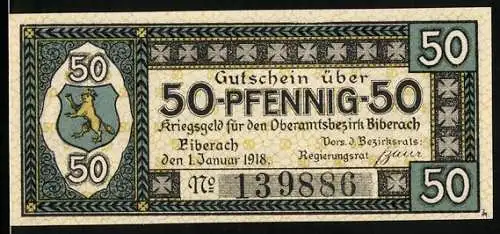 50
50
50
50
Gutschein über
50-PFENNIG-50
Kriegsgeld für den Oberamtsbezirk Biberach
Biberach
den 1. Januar 1918.
Vors. d. Bezirksrats:
Regierungsrat
No 139886